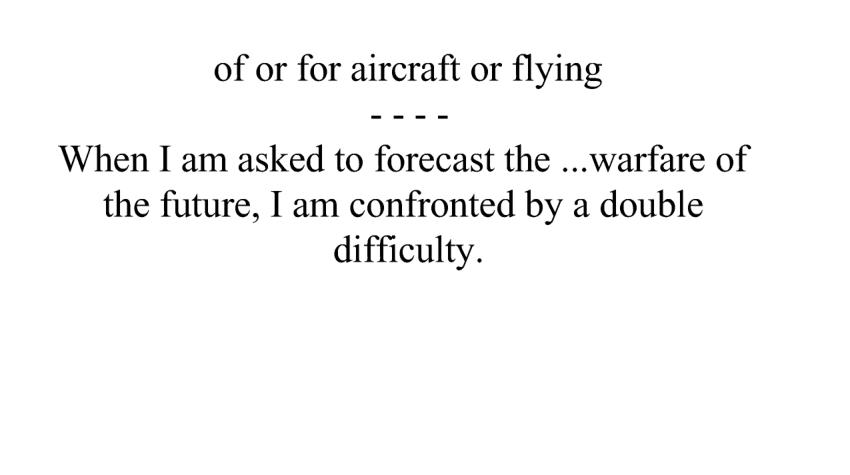 of or for aircraft or flying
- - - -
When I am asked to forecast the ...warfare of
the future, I am confronted by a double
difficulty.